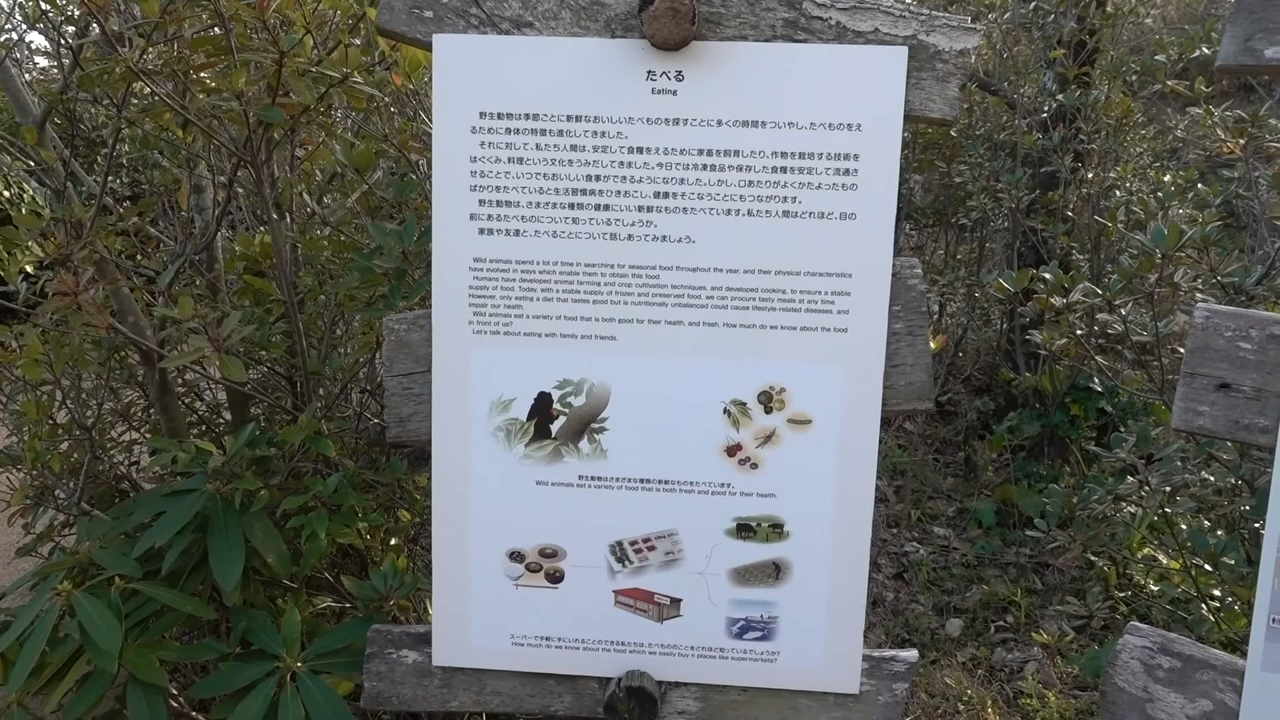 たべる
Eating
野生動物は季節ごとに新鮮なおいしいたべものを探すことに多くの時間をついやし、たべものをえ
るために身体の特徴も進化してきました。
それに対して、私たち人間は、安定して食糧をえるために家畜を飼育したり、作物を栽培する技術を
はぐくみ、料理という文化をうみだしてきました。今日では冷凍食品や保存した食糧を安定して流通さ
せることで、いつでもおいしい食事ができるようになりました。しかし、口あたりがよくかたよったもの
ばかりをたべていると生活習慣病をひきおこし、健康をそこなうことにもつながります。
野生動物は、さまざまな種類の健康にいい新鮮なものをたべています。私たち人間はどれほど、目の
前にあるたべものについて知っているでしょうか。
家族や友達と、たべることについて話しあってみましょう。
Wild animals spend a lot of time in searching for seasonal food throughout the year, and their physical characteristics
have evolved in ways which enable them to obtain this food.
Humans have developed animal farming and crop cultivation techniques, and developed cooking, to ensure a stable
supply of food. Today, with a stable supply of frozen and preserved food, we can procure tasty meals at any time.
However, only eating a diet that tastes good but is nutritionally unbalanced could cause lifestyle-related diseases, and
impair our health.
Wild animals eat a variety of food that is both good for their health, and fresh. How much do we know about the food
in front of us?
Let's talk about eating with family and friends.
野生動物はさまざまな種類の新鮮なものをたべています。
Wild animals eat a variety of food that is both fresh and good for their health.
スーパーで手軽に手にいれることのできる私たちは、たべもののことをどれほど知っているでしょうか?
How much do we know about the food which we easily buy n places like supermarkets?